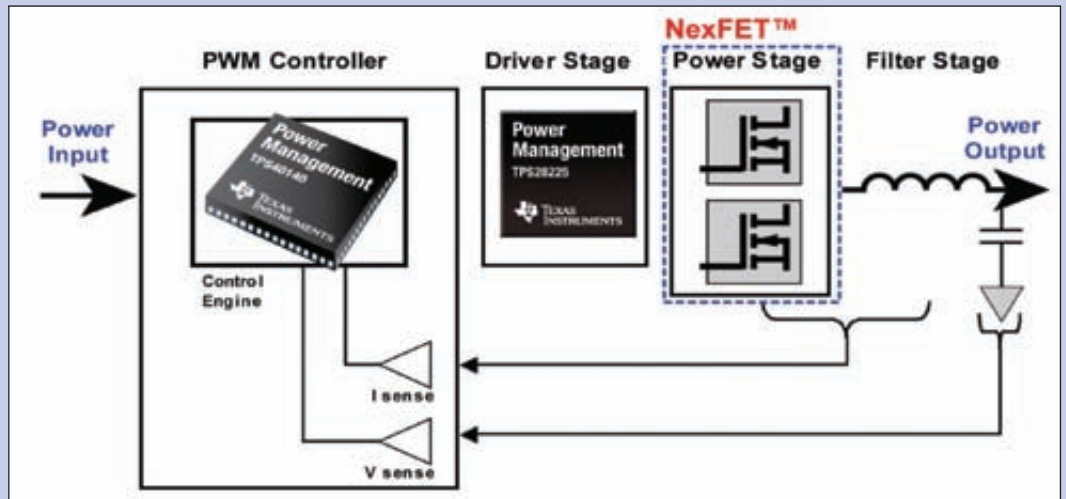 NexFET™
PWM Controller
Driver Stage
Power Stage
Filter Stage
Power
Input
Power
Management
TPS40140
TEXAS
INSTRUMENTS
Control
Engine
Power
Management
TPS28225
TEXAS
INSTRUMENTS
Power
Output
I sense
V sense